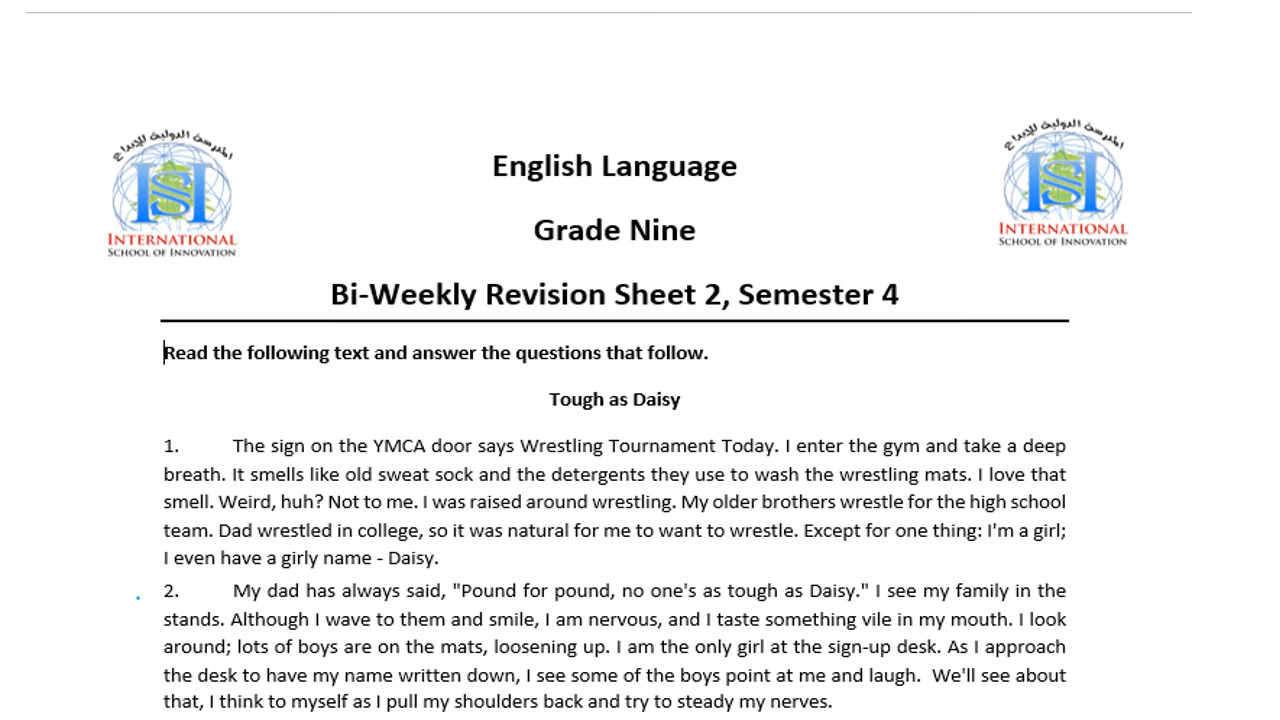 المدرسة الدولية للإبداع
ISI
INTERNATIONAL
SCHOOL OF INNOVATION
المدرسة الدولية للإبداع
ISI
INTERNATIONAL
SCHOOL OF INNOVATION
English Language
Grade Nine
Bi-Weekly Revision Sheet 2, Semester 4
Read the following text and answer the questions that follow.
Tough as Daisy
1. The sign on the YMCA door says Wrestling Tournament Today. I enter the gym and take a deep
breath. It smells like old sweat sock and the detergents they use to wash the wrestling mats. I love that
smell. Weird, huh? Not to me. I was raised around wrestling. My older brothers wrestle for the high school
team. Dad wrestled in college, so it was natural for me to want to wrestle. Except for one thing: I'm a girl;
I even have a girly name - Daisy.
2. My dad has always said, "Pound for pound, no one's as tough as Daisy." I see my family in the
stands. Although I wave to them and smile, I am nervous, and I taste something vile in my mouth. I look
around; lots of boys are on the mats, loosening up. I am the only girl at the sign-up desk. As I approach
the desk to have my name written down, I see some of the boys point at me and laugh.  We'll see about
that, I think to myself as I pull my shoulders back and try to steady my nerves.